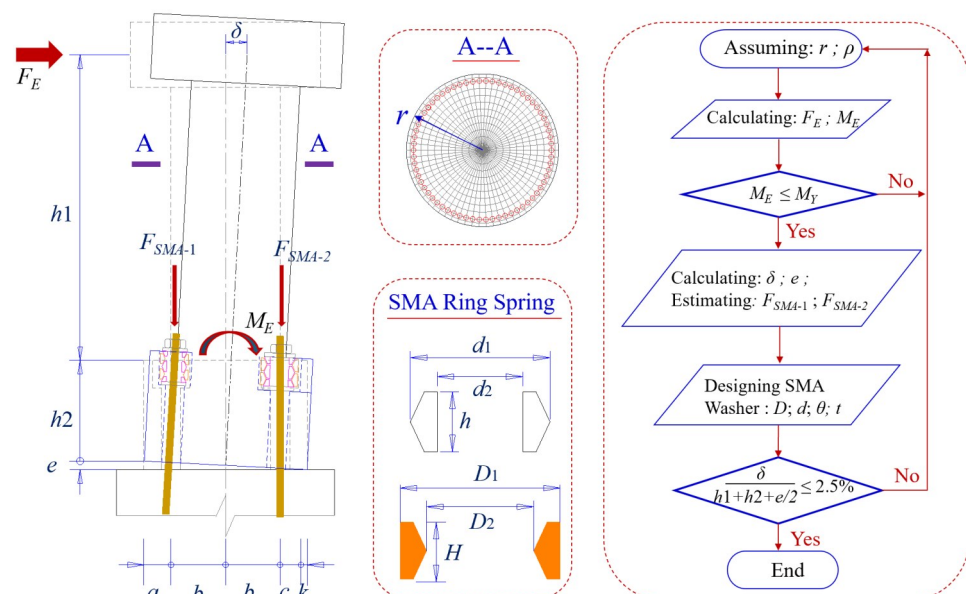 δ
F_E
A
A
h1
F_SMA-1
F_SMA-2
M_E
h2
e
a
b
b
c
k
A--A
r
SMA Ring Spring
d1
d2
h
D1
D2
H
Assuming: r ; ρ
Calculating: F_E ; M_E
M_E ≤ M_Y
No
Yes
Calculating: δ ; e ;
Estimating: F_SMA-1 ; F_SMA-2
Designing SMA
Washer : D; d; θ; t
δ
h1+h2+e/2
≤ 2.5%
No
Yes
End